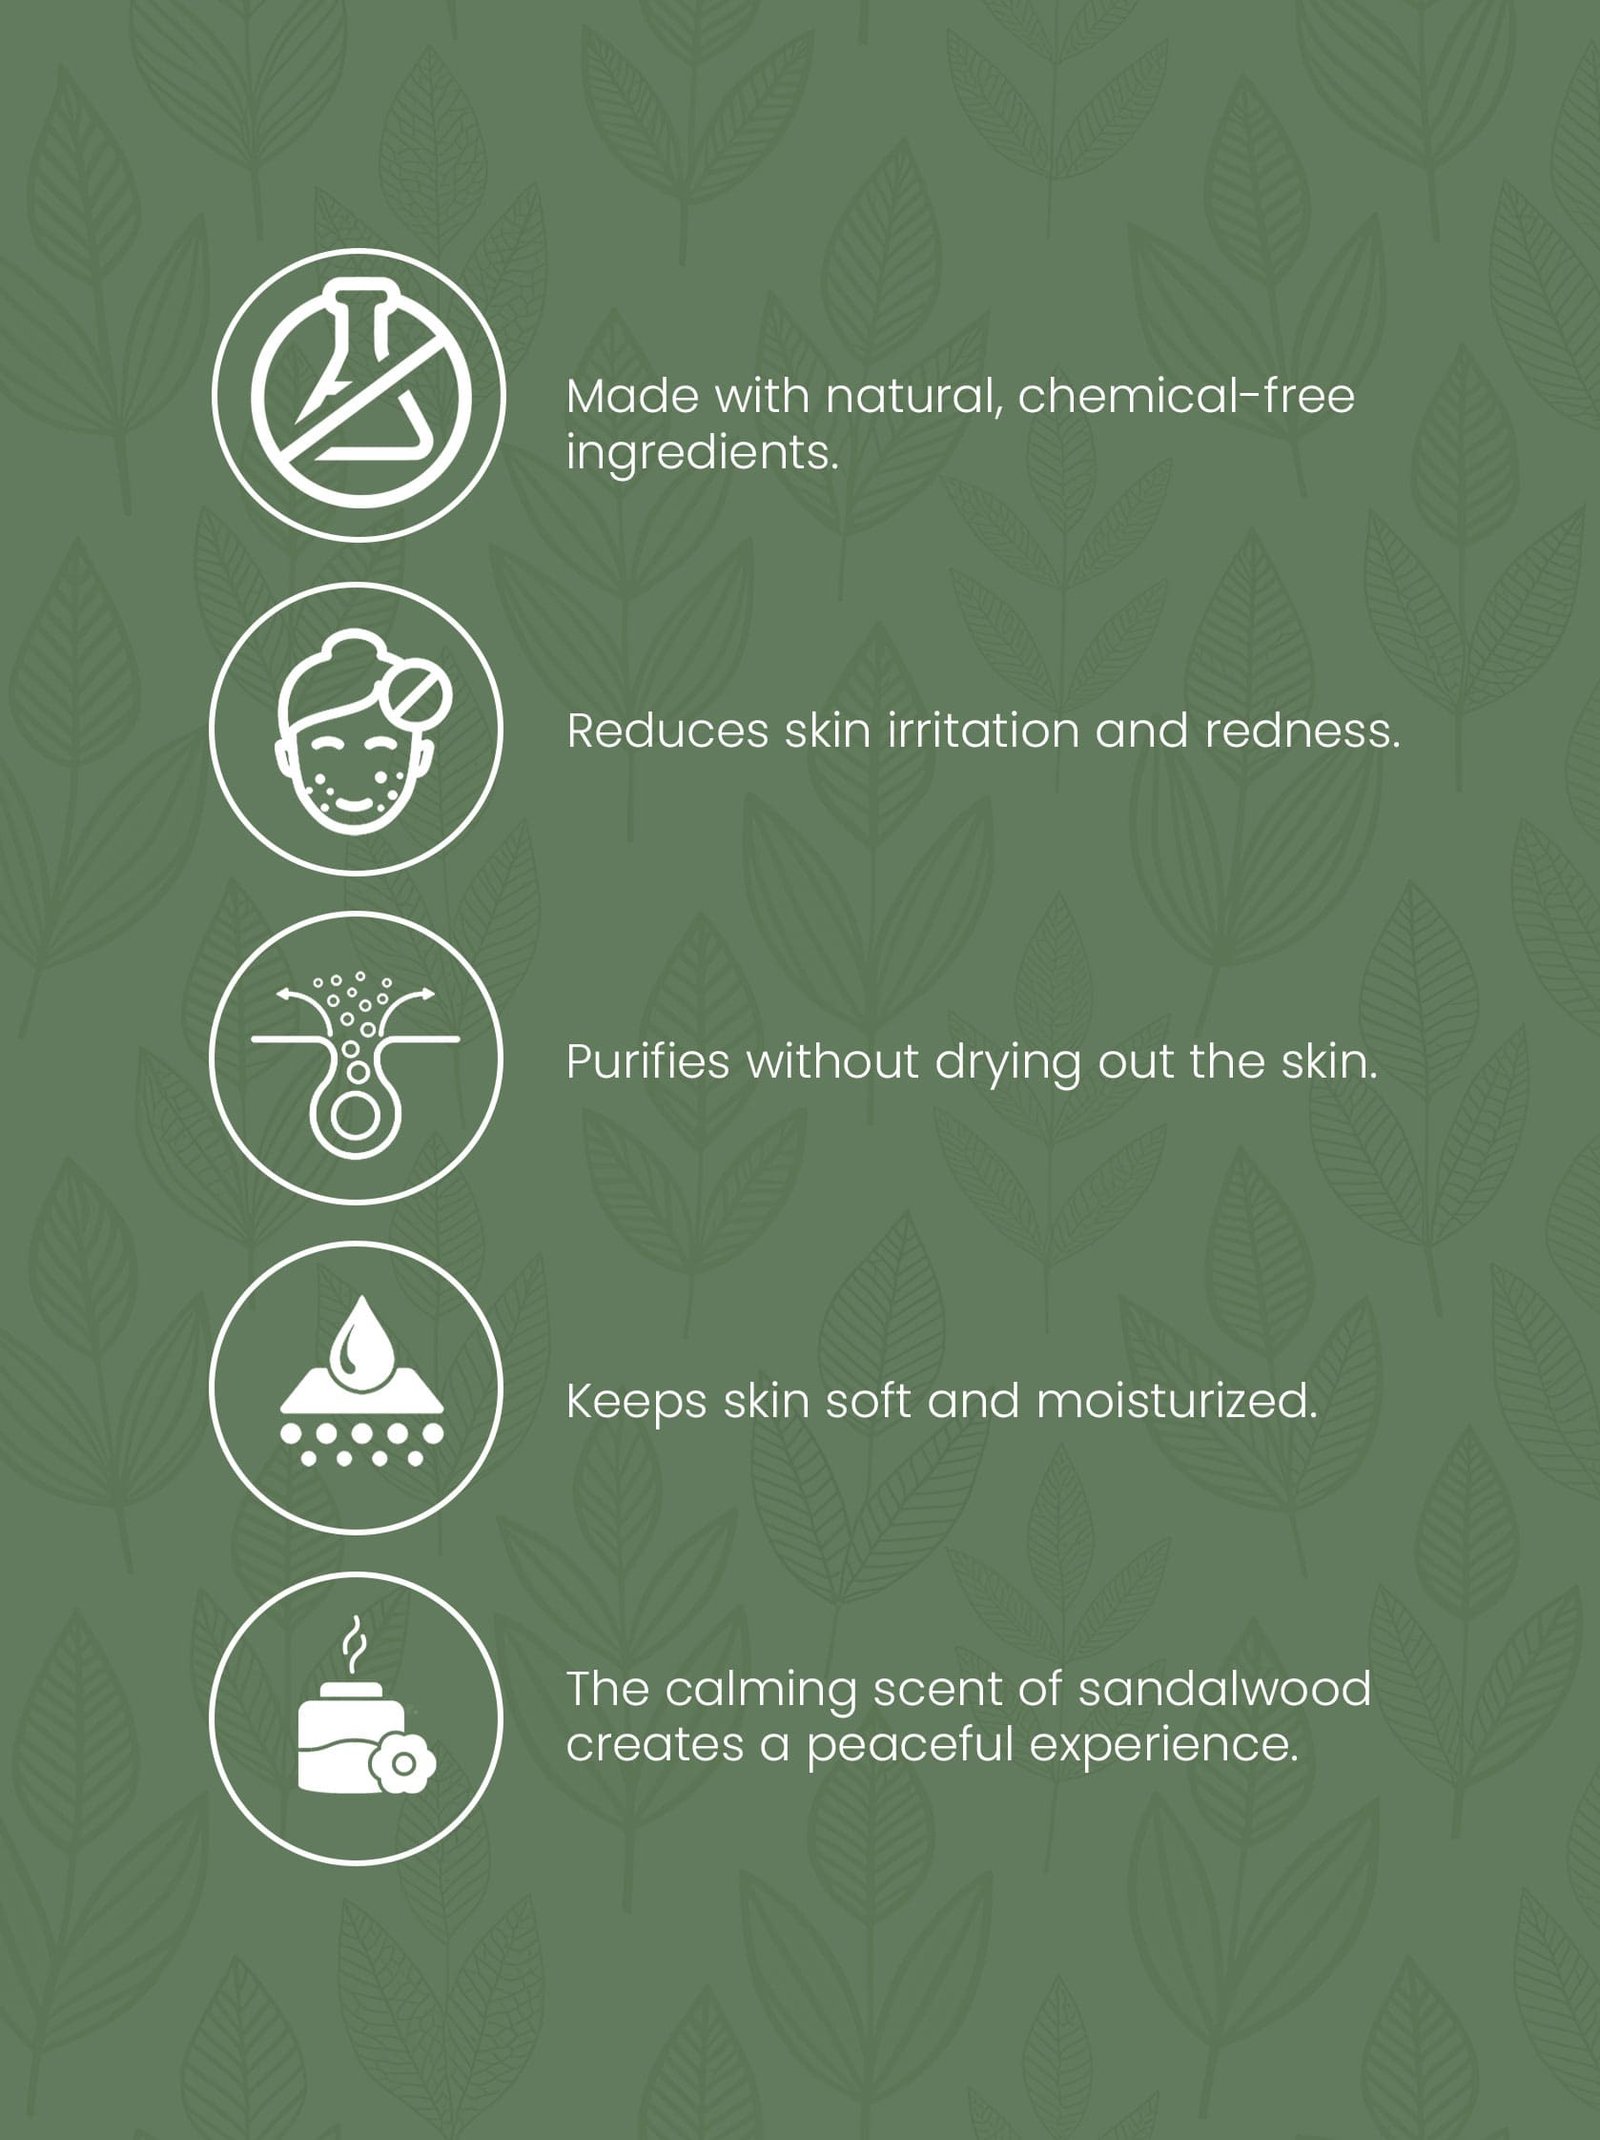 Made with natural, chemical-free
ingredients.
Reduces skin irritation and redness.
Purifies without drying out the skin.
Keeps skin soft and moisturized.
The calming scent of sandalwood
creates a peaceful experience.